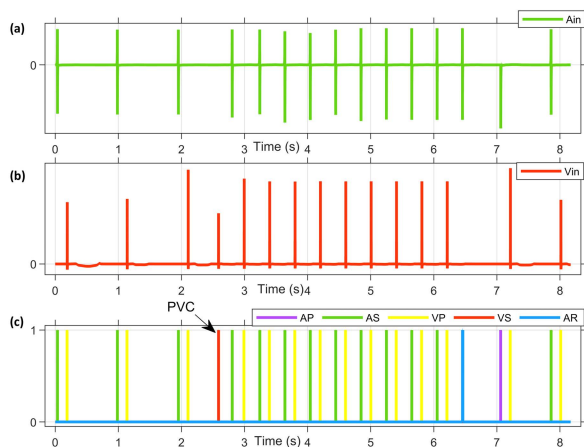 (a)
Ain
0
0 1 2 3 4 5 6 7 8
Time (s)
(b)
Vin
0
0 1 2 3 4 5 6 7 8
Time (s)
PVC
(c)
AP AS VP VS AR
1
0
0 1 2 3 4 5 6 7 8
Time (s)